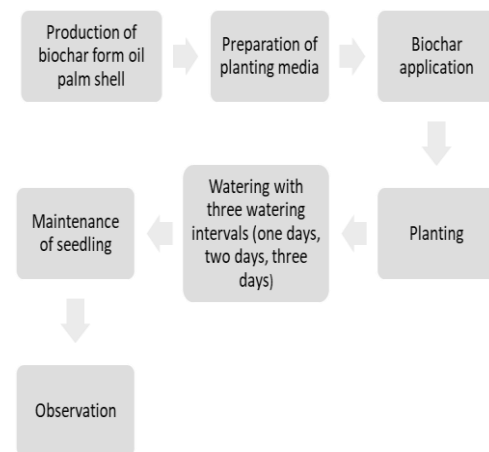 Production of
biochar form oil
palm shell
Preparation of
planting media
Biochar
application
Planting
Watering with
three watering
intervals (one days,
two days, three
days)
Maintenance
of seedling
Observation